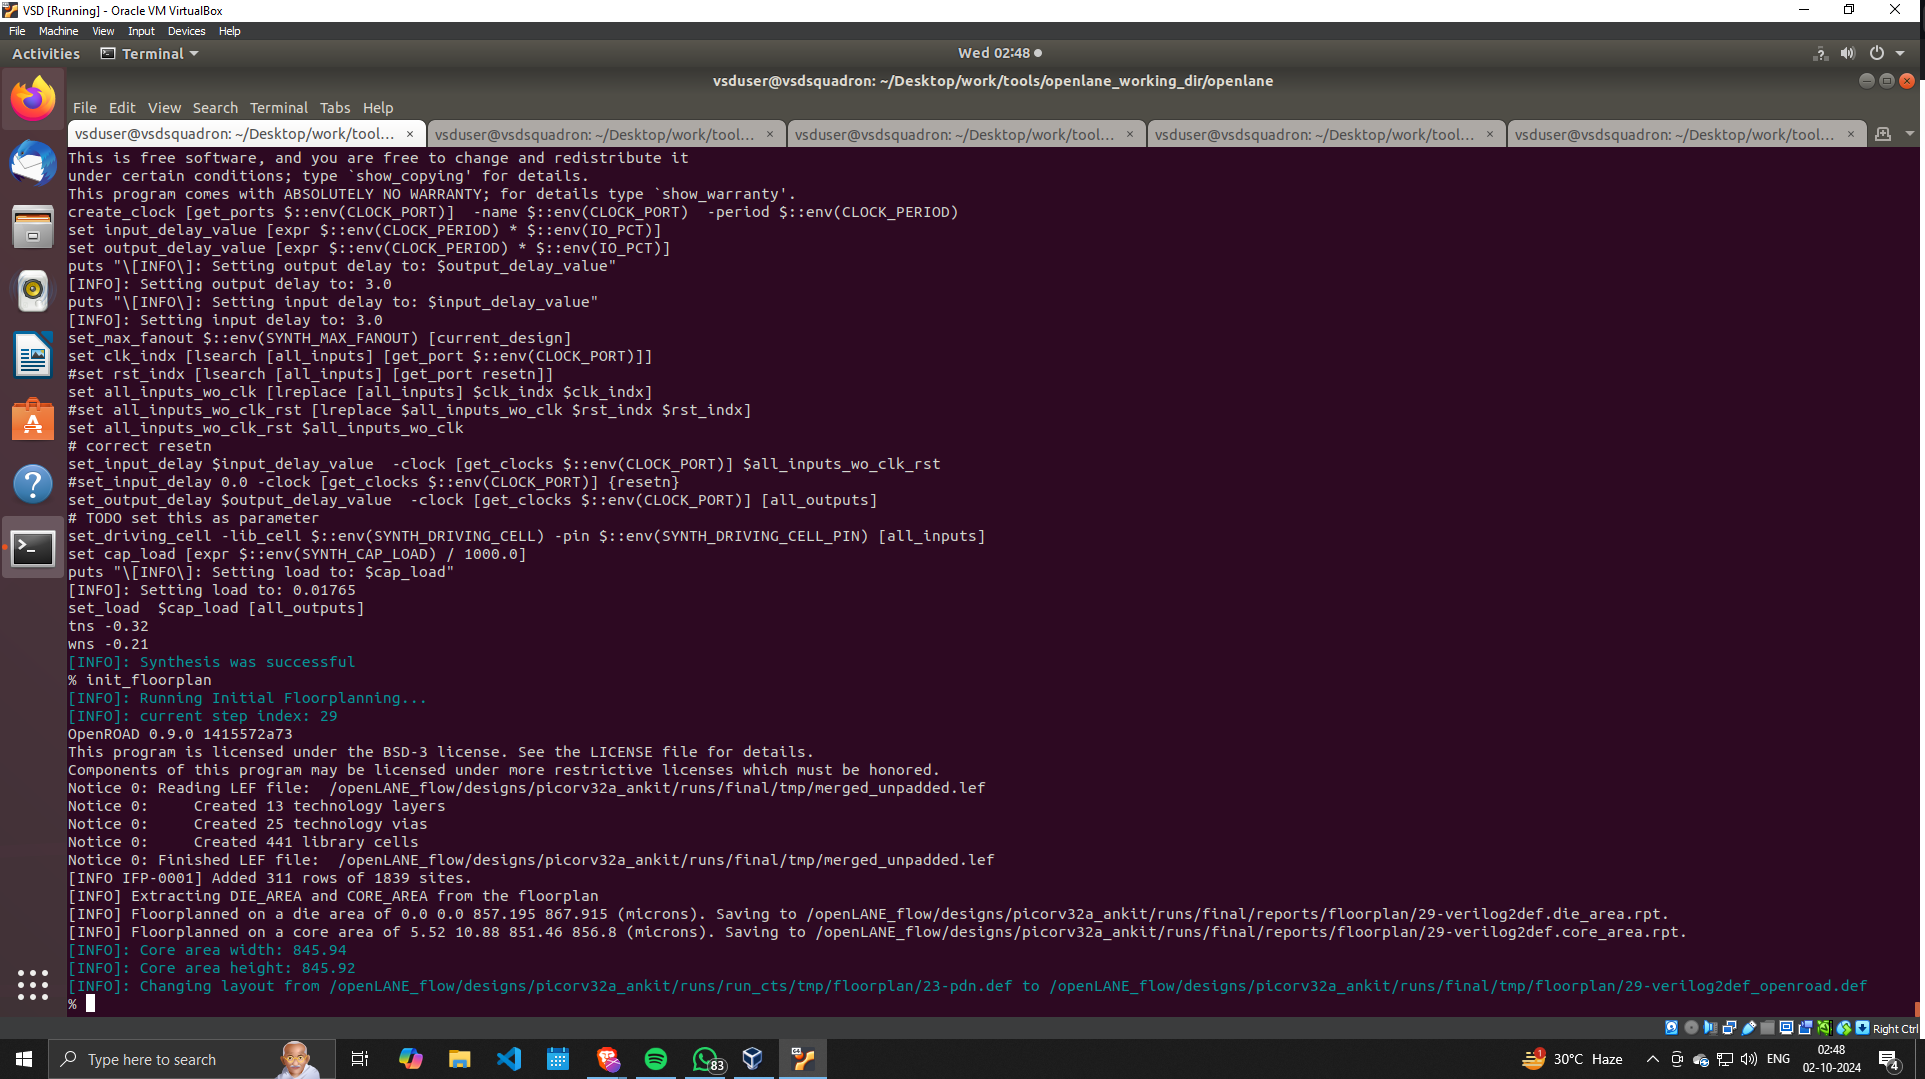 VSD [Running] - Oracle VM VirtualBox
File Machine View Input Devices Help
Activities Terminal Wed 02:48
vsduser@vsdsquadron: ~/Desktop/work/tools/openlane_working_dir/openlane
File Edit View Search Terminal Tabs Help
vsduser@vsdsquadron: ~/Desktop/work/tool... × vsduser@vsdsquadron: ~/Desktop/work/tool... × vsduser@vsdsquadron: ~/Desktop/work/tool... × vsduser@vsdsquadron: ~/Desktop/work/tool... × vsduser@vsdsquadron: ~/Desktop/work/tool... ×
This is free software, and you are free to change and redistribute it
under certain conditions; type `show_copying' for details.
This program comes with ABSOLUTELY NO WARRANTY; for details type `show_warranty'.
create_clock [get_ports $::env(CLOCK_PORT)]  -name $::env(CLOCK_PORT)  -period $::env(CLOCK_PERIOD)
set input_delay_value [expr $::env(CLOCK_PERIOD) * $::env(IO_PCT)]
set output_delay_value [expr $::env(CLOCK_PERIOD) * $::env(IO_PCT)]
puts "\[INFO\]: Setting output delay to: $output_delay_value"
[INFO]: Setting output delay to: 3.0
puts "\[INFO\]: Setting input delay to: $input_delay_value"
[INFO]: Setting input delay to: 3.0
set_max_fanout $::env(SYNTH_MAX_FANOUT) [current_design]
set clk_indx [lsearch [all_inputs] [get_port $::env(CLOCK_PORT)]]
#set rst_indx [lsearch [all_inputs] [get_port resetn]]
set all_inputs_wo_clk [lreplace [all_inputs] $clk_indx $clk_indx]
#set all_inputs_wo_clk_rst [lreplace $all_inputs_wo_clk $rst_indx $rst_indx]
set all_inputs_wo_clk_rst $all_inputs_wo_clk
# correct resetn
set_input_delay $input_delay_value  -clock [get_clocks $::env(CLOCK_PORT)] $all_inputs_wo_clk_rst
#set_input_delay 0.0 -clock [get_clocks $::env(CLOCK_PORT)] {resetn}
set_output_delay $output_delay_value  -clock [get_clocks $::env(CLOCK_PORT)] [all_outputs]
# TODO set this as parameter
set_driving_cell -lib_cell $::env(SYNTH_DRIVING_CELL) -pin $::env(SYNTH_DRIVING_CELL_PIN) [all_inputs]
set cap_load [expr $::env(SYNTH_CAP_LOAD) / 1000.0]
puts "\[INFO\]: Setting load to: $cap_load"
[INFO]: Setting load to: 0.01765
set_load  $cap_load [all_outputs]
tns -0.32
wns -0.21
[INFO]: Synthesis was successful
% init_floorplan
[INFO]: Running Initial Floorplanning...
[INFO]: current step index: 29
OpenROAD 0.9.0 1415572a73
This program is licensed under the BSD-3 license. See the LICENSE file for details.
Components of this program may be licensed under more restrictive licenses which must be honored.
Notice 0: Reading LEF file:  /openLANE_flow/designs/picorv32a_ankit/runs/final/tmp/merged_unpadded.lef
Notice 0:     Created 13 technology layers
Notice 0:     Created 25 technology vias
Notice 0:     Created 441 library cells
Notice 0: Finished LEF file:  /openLANE_flow/designs/picorv32a_ankit/runs/final/tmp/merged_unpadded.lef
[INFO IFP-0001] Added 311 rows of 1839 sites.
[INFO] Extracting DIE_AREA and CORE_AREA from the floorplan
[INFO] Floorplanned on a die area of 0.0 0.0 857.195 867.915 (microns). Saving to /openLANE_flow/designs/picorv32a_ankit/runs/final/reports/floorplan/29-verilog2def.die_area.rpt.
[INFO] Floorplanned on a core area of 5.52 10.88 851.46 856.8 (microns). Saving to /openLANE_flow/designs/picorv32a_ankit/runs/final/reports/floorplan/29-verilog2def.core_area.rpt.
[INFO]: Core area width: 845.94
[INFO]: Core area height: 845.92
[INFO]: Changing layout from /openLANE_flow/designs/picorv32a_ankit/runs/run_cts/tmp/floorplan/23-pdn.def to /openLANE_flow/designs/picorv32a_ankit/runs/final/tmp/floorplan/29-verilog2def_openroad.def
%
Right Ctrl
Type here to search 83 1 30°C Haze ENG 02:48 4
02-10-2024